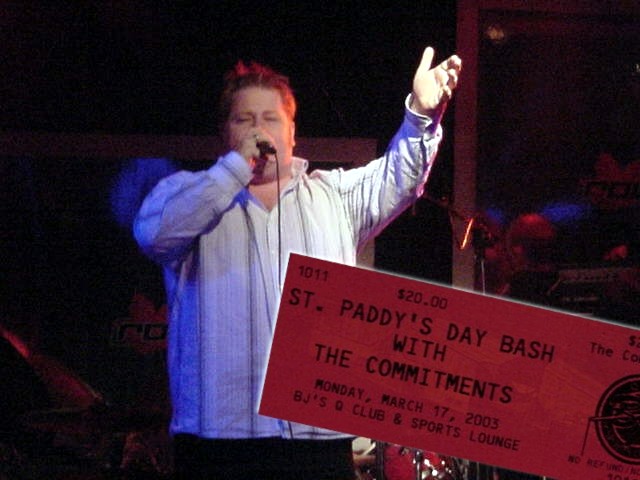 1011
$20.00
ST. PADDY'S DAY BASH
WITH
THE COMMITMENTS
MONDAY, MARCH 17, 2003
BJ'S Q CLUB & SPORTS LOUNGE
The Co
NO REFUND